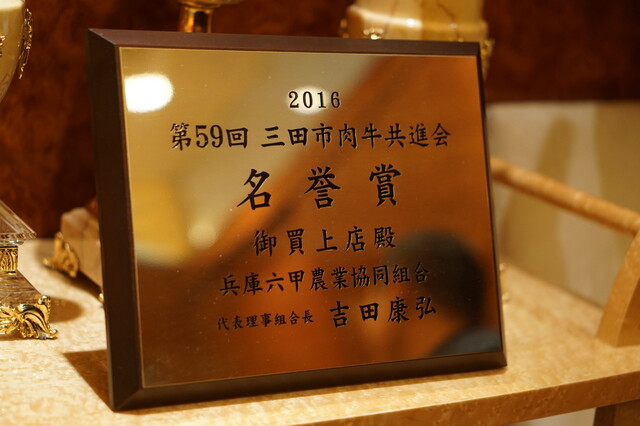 2016
第59回 三田市肉牛共進会
名誉賞
御買上店殿
兵庫六甲農業協同組合
代表理事組合長 吉田康弘